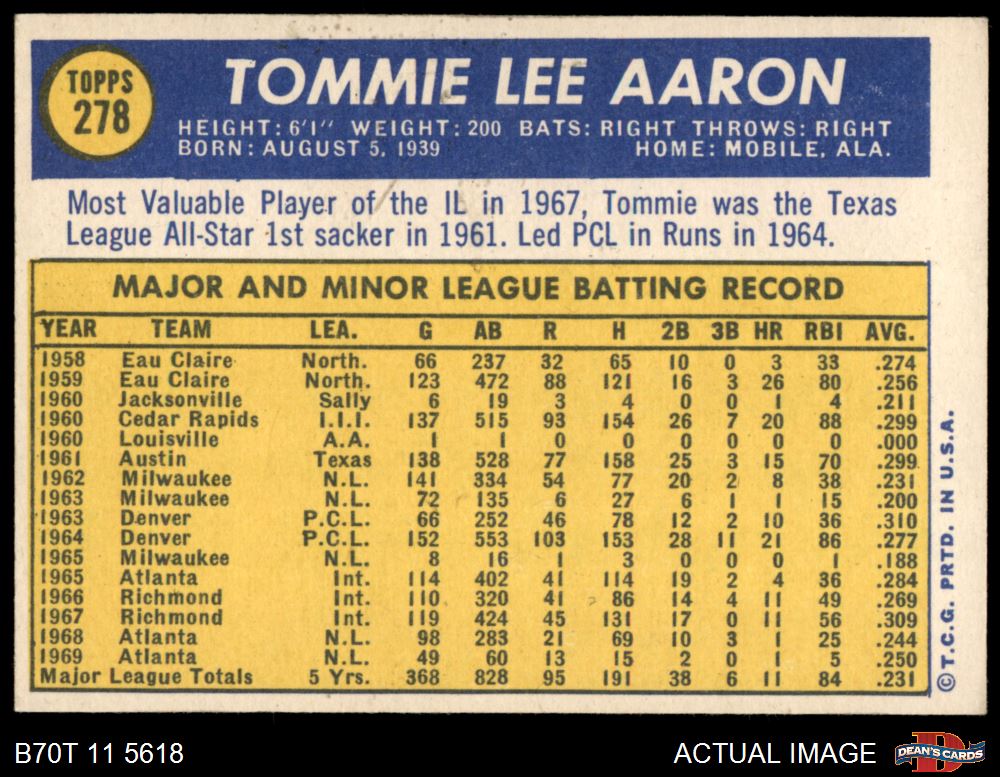 TOPPS
278
TOMMIE LEE AARON
HEIGHT: 6'1" WEIGHT: 200 BATS: RIGHT THROWS: RIGHT
BORN: AUGUST 5, 1939 HOME: MOBILE, ALA.
Most Valuable Player of the IL in 1967, Tommie was the Texas
League All-Star 1st sacker in 1961. Led PCL in Runs in 1964.
MAJOR AND MINOR LEAGUE BATTING RECORD
YEAR TEAM LEA. G AB R H 2B 3B HR RBI AVG.
1958 Eau Claire North. 66 237 32 65 10 0 3 33 .274
1959 Eau Claire North. 123 472 88 121 16 3 26 80 .256
1960 Jacksonville Sally 6 19 3 4 0 0 1 4 .211
1960 Cedar Rapids I.I.I. 137 515 93 154 26 7 20 88 .299
1960 Louisville A.A. 1 1 0 0 0 0 0 0 .000
1961 Austin Texas 138 528 77 158 25 3 15 70 .299
1962 Milwaukee N.L. 141 334 54 77 20 2 8 38 .231
1963 Milwaukee N.L. 72 135 6 27 6 1 1 15 .200
1963 Denver P.C.L. 66 252 46 78 12 2 10 36 .310
1964 Denver P.C.L. 152 553 103 153 28 11 21 86 .277
1965 Milwaukee N.L. 8 16 1 3 0 0 0 1 .188
1965 Atlanta Int. 114 402 41 114 19 2 4 36 .284
1966 Richmond Int. 110 320 41 86 14 4 11 49 .269
1967 Richmond Int. 119 424 45 131 17 0 11 56 .309
1968 Atlanta N.L. 98 283 21 69 10 3 1 25 .244
1969 Atlanta N.L. 49 60 13 15 2 0 1 5 .250
Major League Totals 5 Yrs. 368 828 95 191 38 6 11 84 .231
©T.C.G. PRTD. IN U.S.A.
B70T 11 5618
ACTUAL IMAGE
D
DEAN'S CARDS